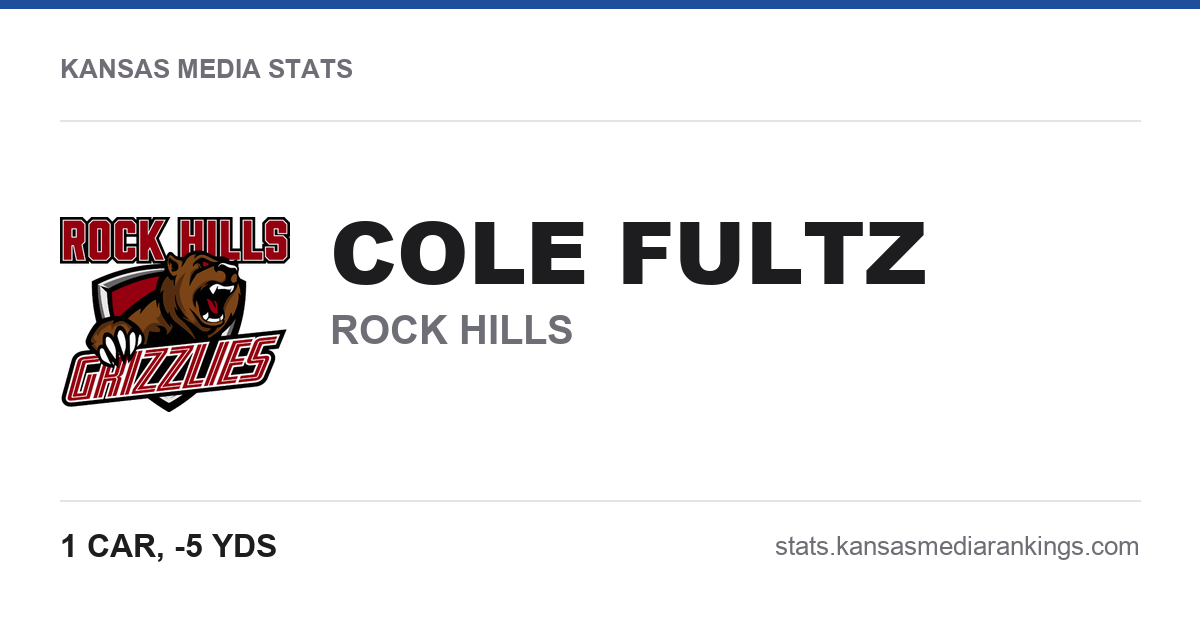 KANSAS MEDIA STATS
ROCK HILLS
GRIZZLIES
COLE FULTZ
ROCK HILLS
1 CAR, -5 YDS
stats.kansasmediarankings.com